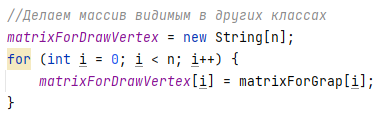 //Делаем массив видимым в других классах
matrixForDrawVertex = new String[n];
for (int i = 0; i < n; i++) {
    matrixForDrawVertex[i] = matrixForGrap[i];
}